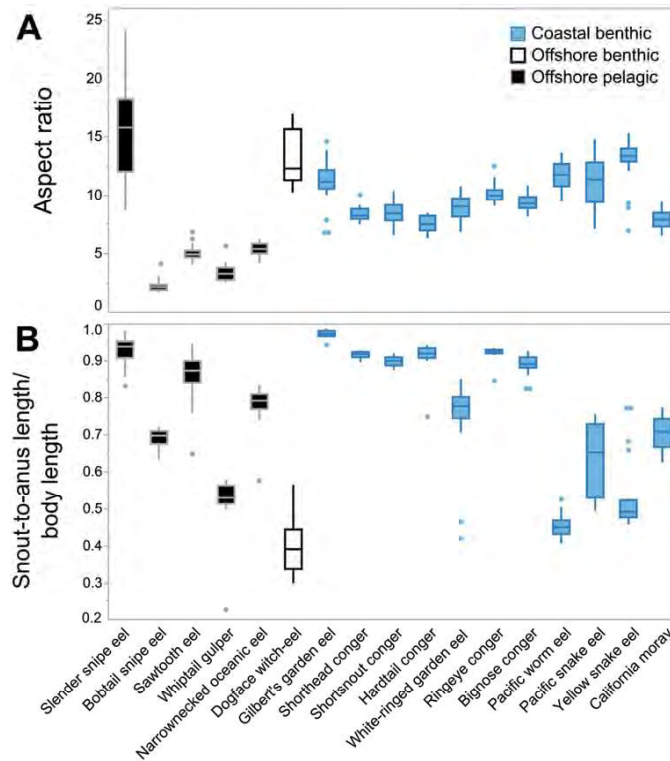 A
25
20
15
10
5
0
Aspect ratio
Coastal benthic
Offshore benthic
Offshore pelagic
B
1.0
0.9
0.8
0.7
0.6
0.5
0.4
0.3
0.2
Snout-to-anus length/
body length
Slender snipe eel
Bobtail snipe eel
Sawtooth eel
Whiptail gulper
Narrownecked oceanic eel
Dogface witch-eel
Gilbert's garden eel
Shorthead conger
Shortsnout conger
Hardtail conger
White-ringed garden eel
Ringeye conger
Bignose conger
Pacific worm eel
Pacific snake eel
Yellow snake eel
California moray